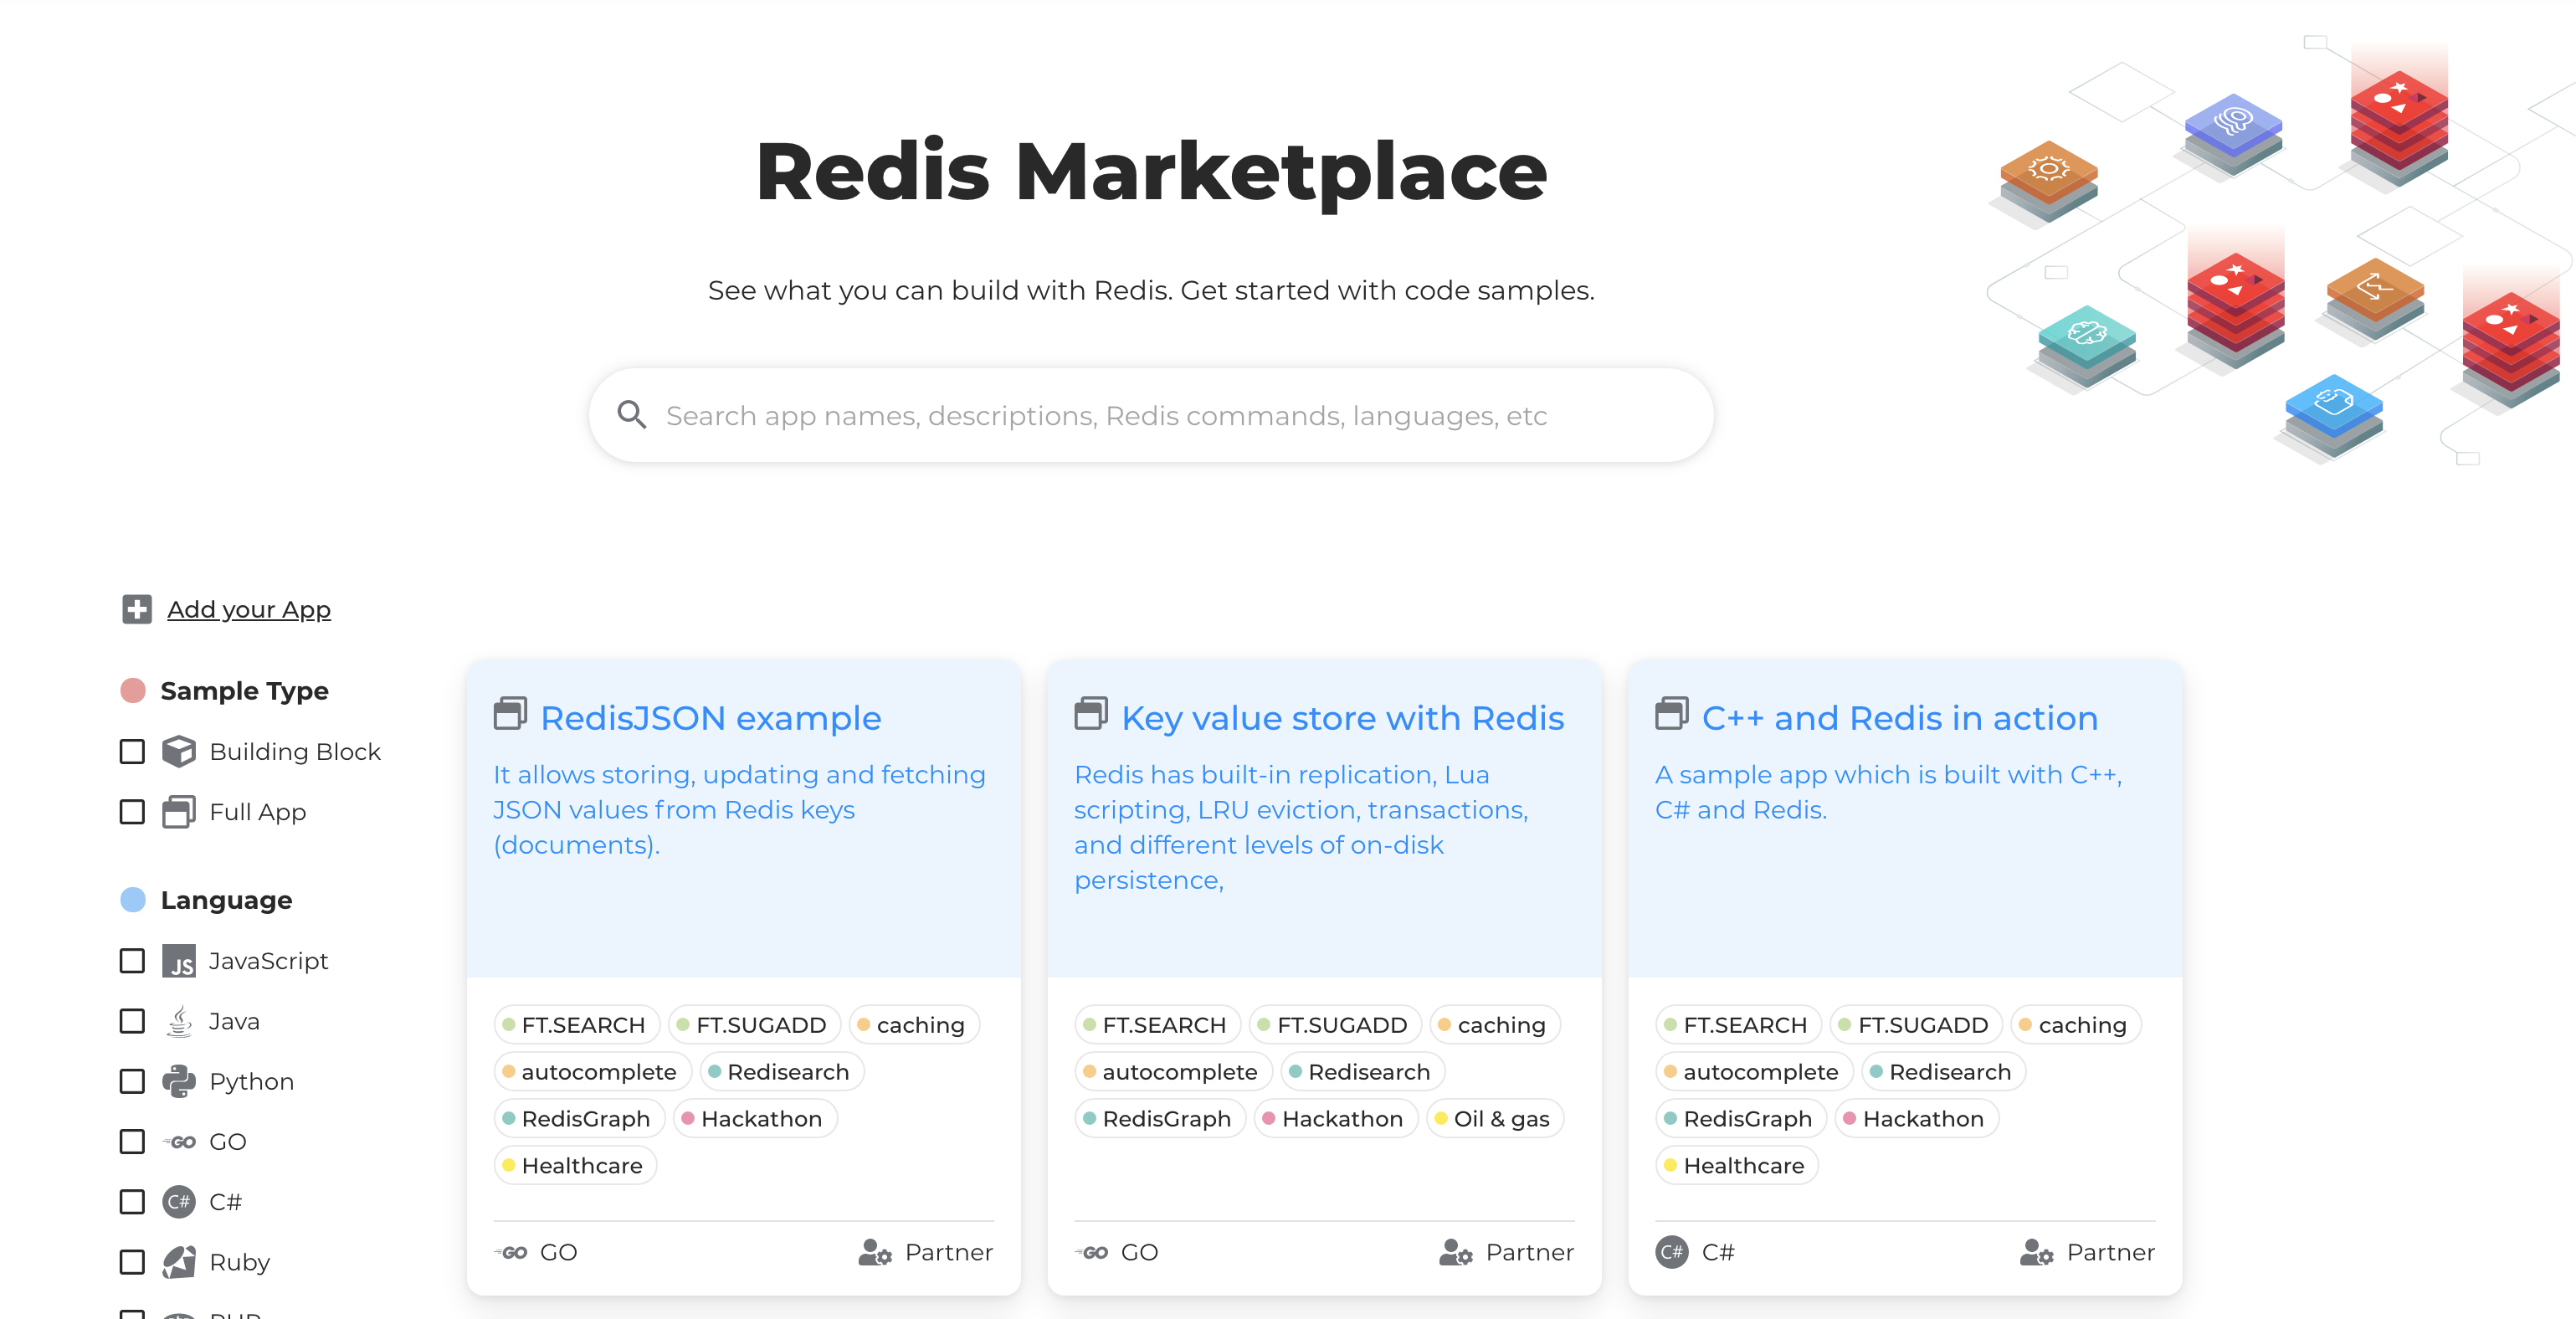 Redis Marketplace
See what you can build with Redis. Get started with code samples.
Search app names, descriptions, Redis commands, languages, etc
Add your App
Sample Type
Building Block
Full App
Language
JS JavaScript
Java
Python
GO GO
C# C#
Ruby
RedisJSON example
It allows storing, updating and fetching
JSON values from Redis keys
(documents).
FT.SEARCH FT.SUGADD caching
autocomplete Redisearch
RedisGraph Hackathon
Healthcare
GO GO Partner
Key value store with Redis
Redis has built-in replication, Lua
scripting, LRU eviction, transactions,
and different levels of on-disk
persistence,
FT.SEARCH FT.SUGADD caching
autocomplete Redisearch
RedisGraph Hackathon Oil & gas
GO GO Partner
C++ and Redis in action
A sample app which is built with C++,
C# and Redis.
FT.SEARCH FT.SUGADD caching
autocomplete Redisearch
RedisGraph Hackathon
Healthcare
C# C# Partner